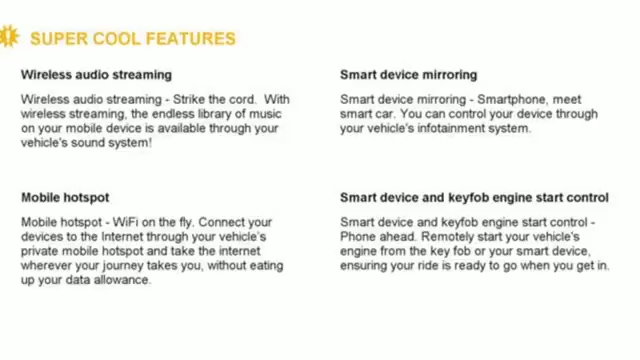 SUPER COOL FEATURES
Wireless audio streaming
Wireless audio streaming - Strike the cord. With
wireless streaming, the endless library of music
on your mobile device is available through your
vehicle's sound system!
Smart device mirroring
Smart device mirroring - Smartphone, meet
smart car. You can control your device through
your vehicle's infotainment system.
Mobile hotspot
Mobile hotspot - WiFi on the fly. Connect your
devices to the Internet through your vehicle's
private mobile hotspot and take the internet
wherever your journey takes you, without eating
up your data allowance.
Smart device and keyfob engine start control
Smart device and keyfob engine start control -
Phone ahead. Remotely start your vehicle's
engine from the key fob or your smart device,
ensuring your ride is ready to go when you get in.